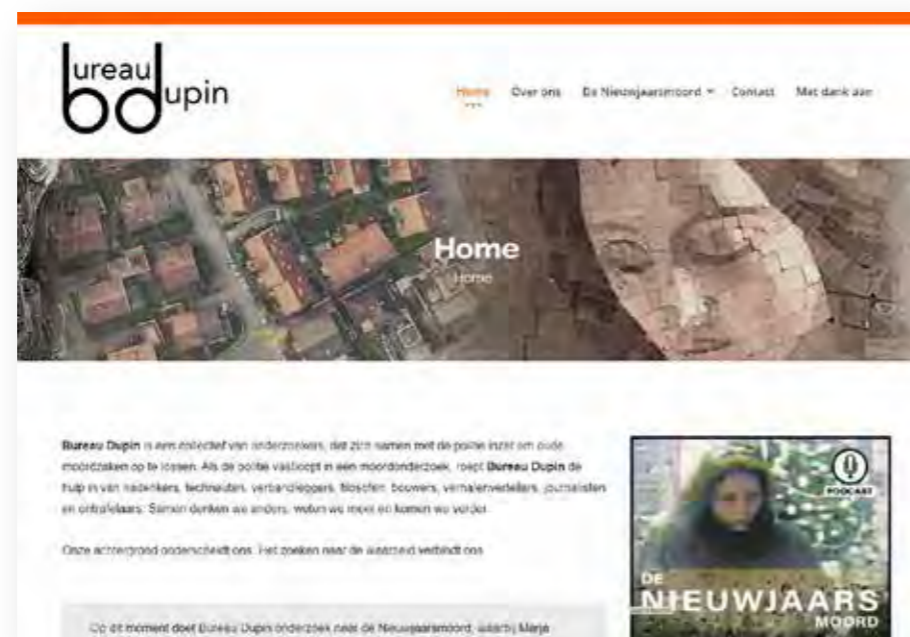 bureau
dupin
Home Over ons De Nieuwjaarsmoord Contact Met dank aan
Home
Home
Bureau Dupin is een collectief van onderzoekers, dat zich samen met de politie inzet om oude
moordzaken op te lossen. Als de politie vastloopt in een moordonderzoek, roept Bureau Dupin de
hulp in van nadenkers, techneuten, verbandleggers, filosofen, bouwers, verhalenvertellers, journalisten
en ontrafelaars. Samen denken we anders, weten we meer en komen we verder.
Onze achtergrond onderscheidt ons. Het zoeken naar de waarheid verbindt ons.
PODCAST
DE
NIEUWJAARS
MOORD
Op dit moment doet Bureau Dupin onderzoek naar de Nieuwjaarsmoord, waarbij Marja